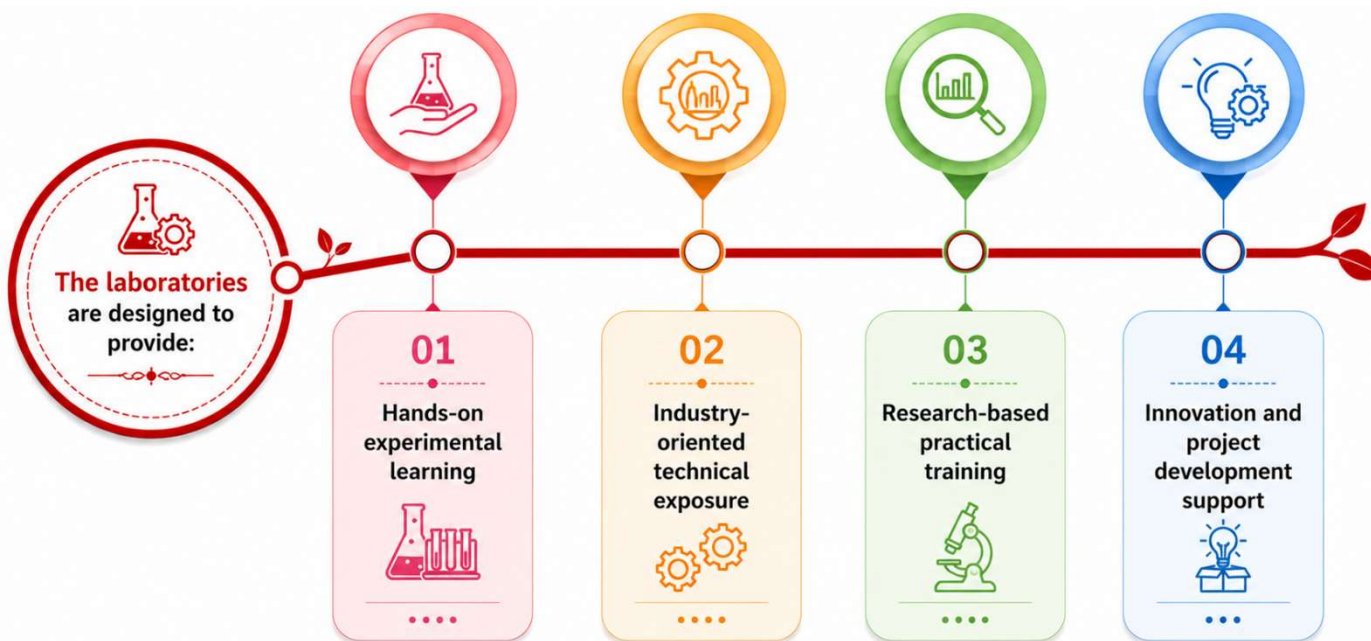 The laboratories
are designed to
provide:
01
Hands-on
experimental
learning
02
Industry-
oriented
technical
exposure
03
Research-based
practical
training
04
Innovation and
project
development
support